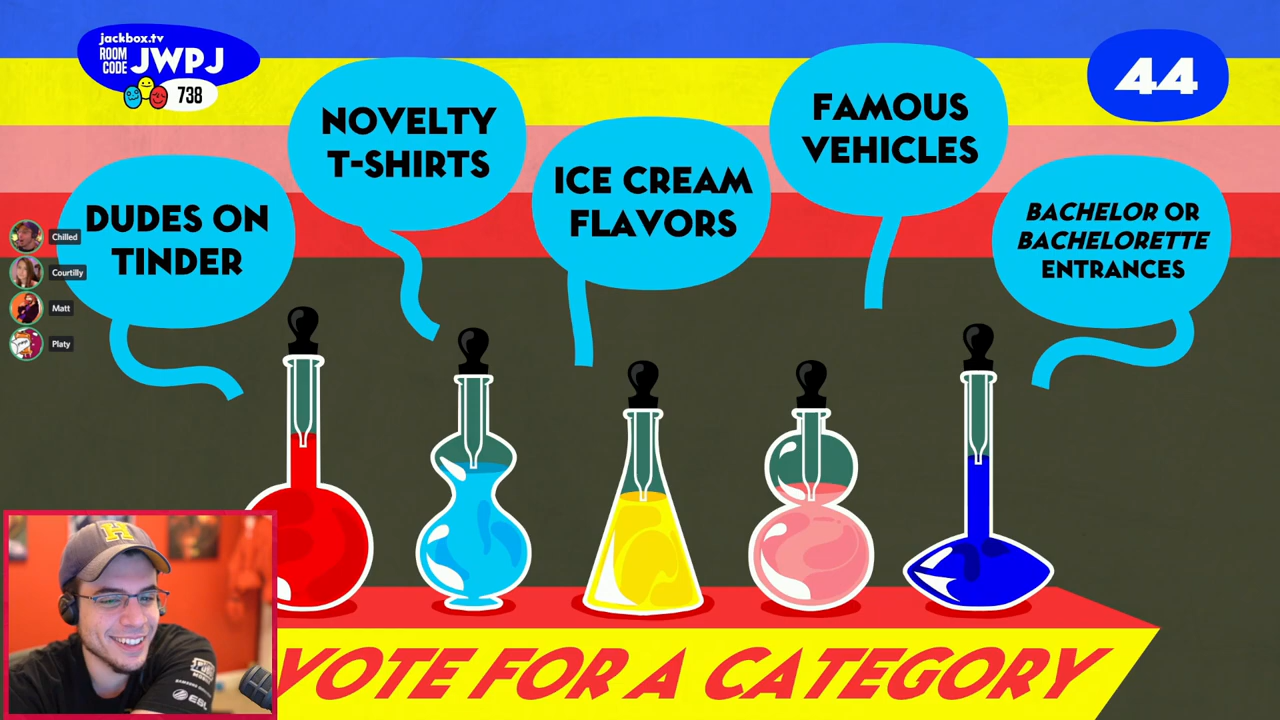 jackbox.tv
ROOM
CODE
JWPJ
738
44
DUDES ON
TINDER
NOVELTY
T-SHIRTS
ICE CREAM
FLAVORS
FAMOUS
VEHICLES
BACHELOR OR
BACHELORETTE
ENTRANCES
Chilled
Courtilly
Matt
Platy
H
ESL
VOTE FOR A CATEGORY